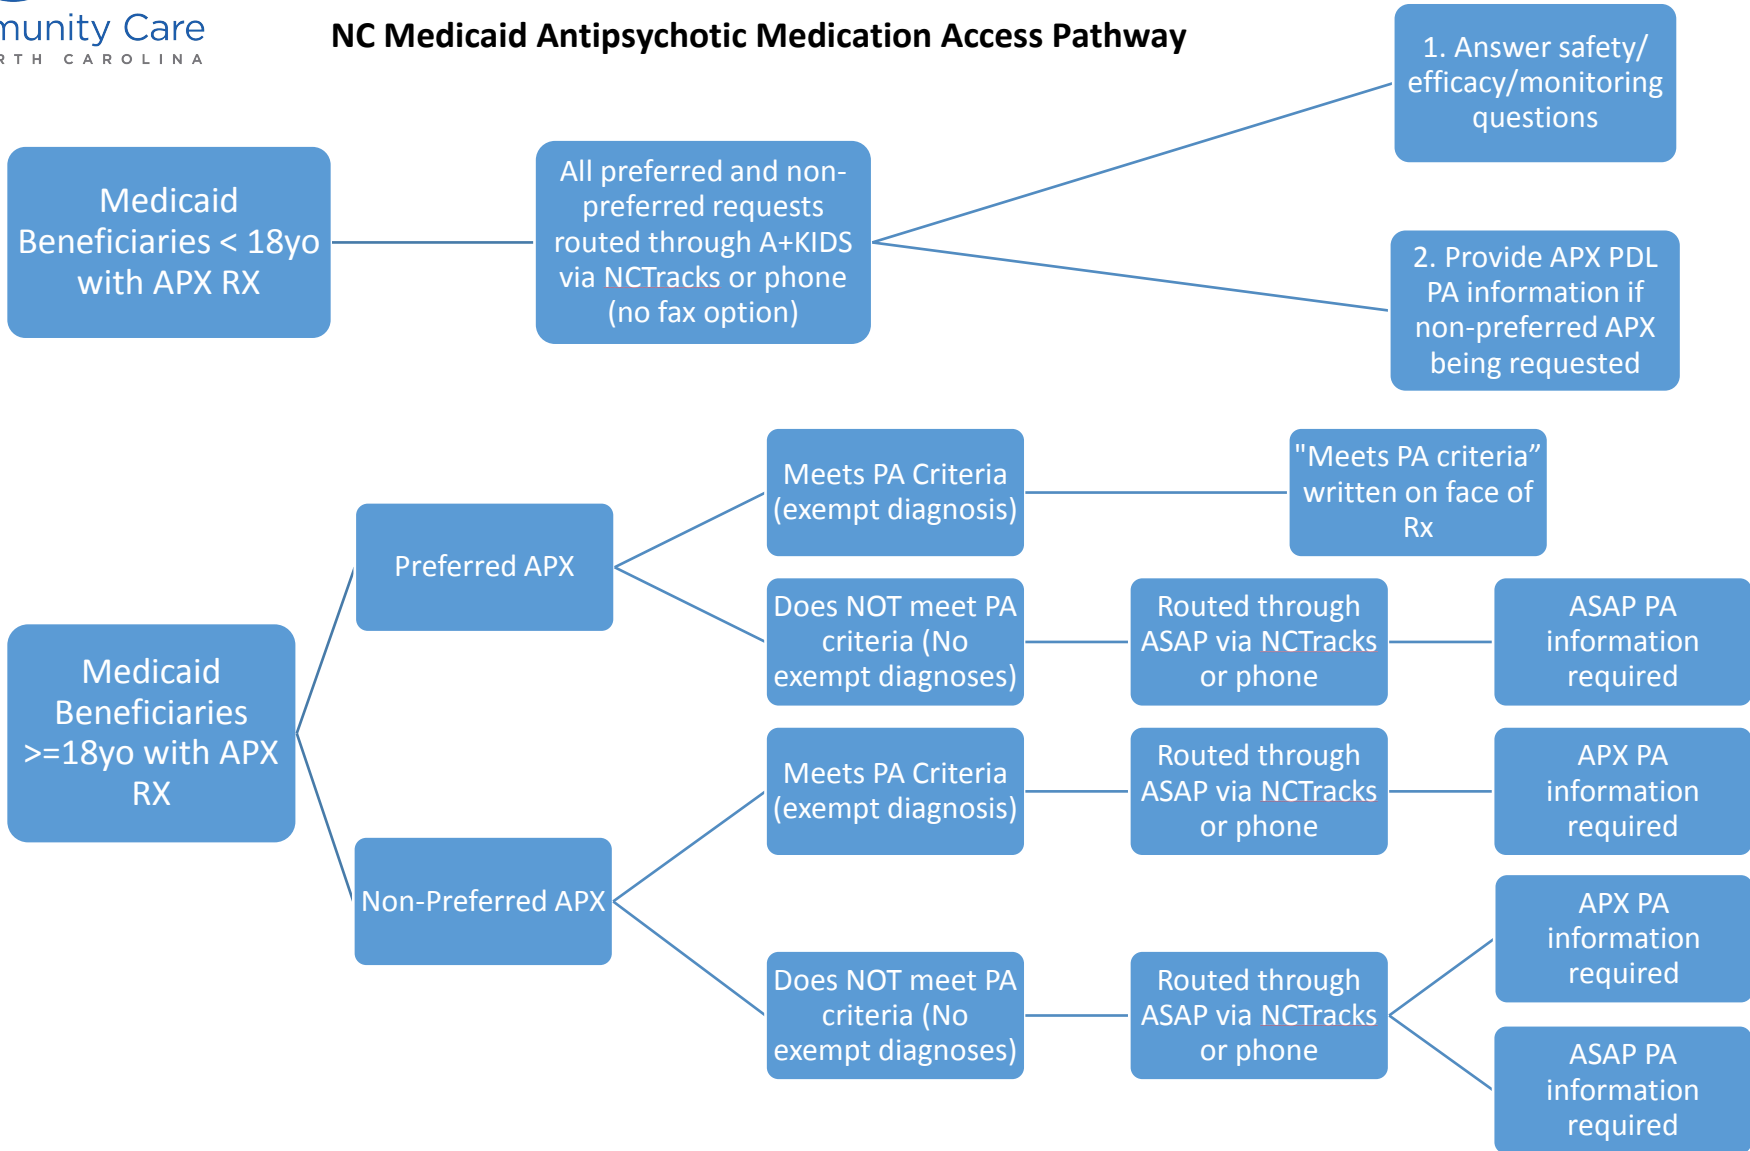 munity Care
RTH CAROLINA
NC Medicaid Antipsychotic Medication Access Pathway
Medicaid
Beneficiaries < 18yo
with APX RX
All preferred and non-
preferred requests
routed through A+KIDS
via NCTracks or phone
(no fax option)
1. Answer safety/
efficacy/monitoring
questions
2. Provide APX PDL
PA information if
non-preferred APX
being requested
Medicaid
Beneficiaries
>=18yo with APX
RX
Preferred APX
Meets PA Criteria
(exempt diagnosis)
"Meets PA criteria”
written on face of
Rx
Does NOT meet PA
criteria (No
exempt diagnoses)
Routed through
ASAP via NCTracks
or phone
ASAP PA
information
required
Non-Preferred APX
Meets PA Criteria
(exempt diagnosis)
Routed through
ASAP via NCTracks
or phone
APX PA
information
required
Does NOT meet PA
criteria (No
exempt diagnoses)
Routed through
ASAP via NCTracks
or phone
APX PA
information
required
ASAP PA
information
required